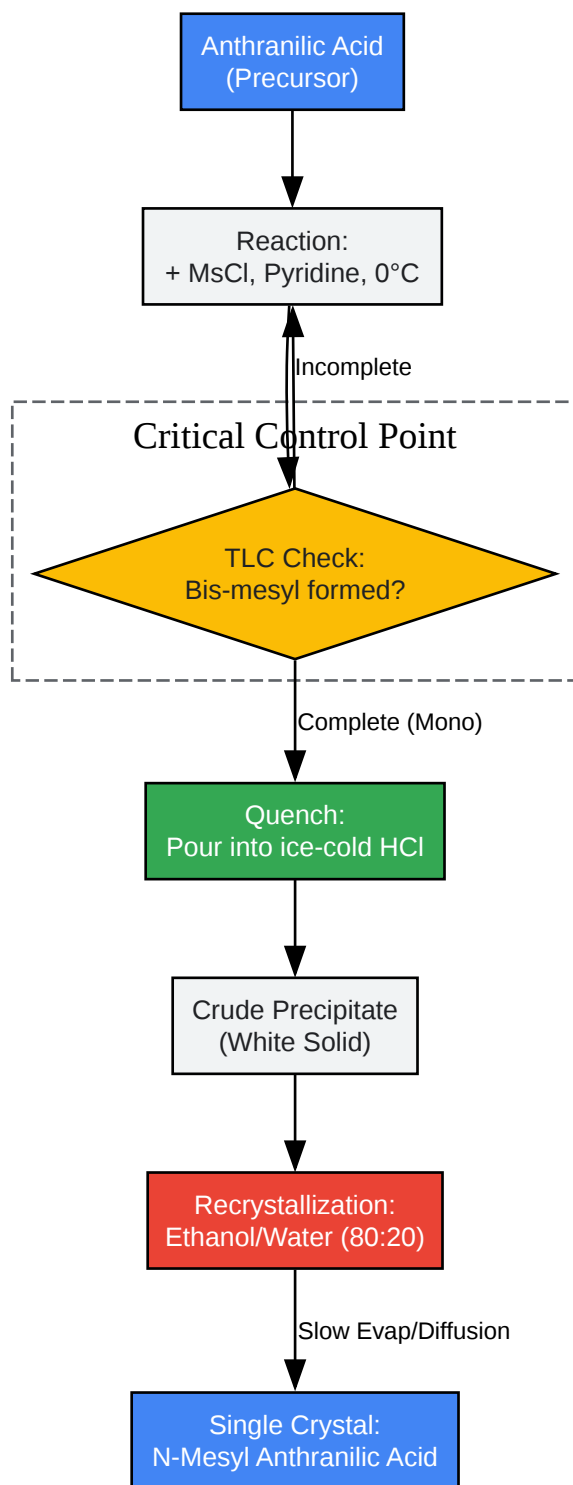 Anthranilic Acid
(Precursor)
Reaction:
+ MsCl, Pyridine, 0°C
Incomplete
Critical Control Point
TLC Check:
Bis-mesyl formed?
Complete (Mono)
Quench:
Pour into ice-cold HCl
Crude Precipitate
(White Solid)
Recrystallization:
Ethanol/Water (80:20)
Slow Evap/Diffusion
Single Crystal:
N-Mesyl Anthranilic Acid